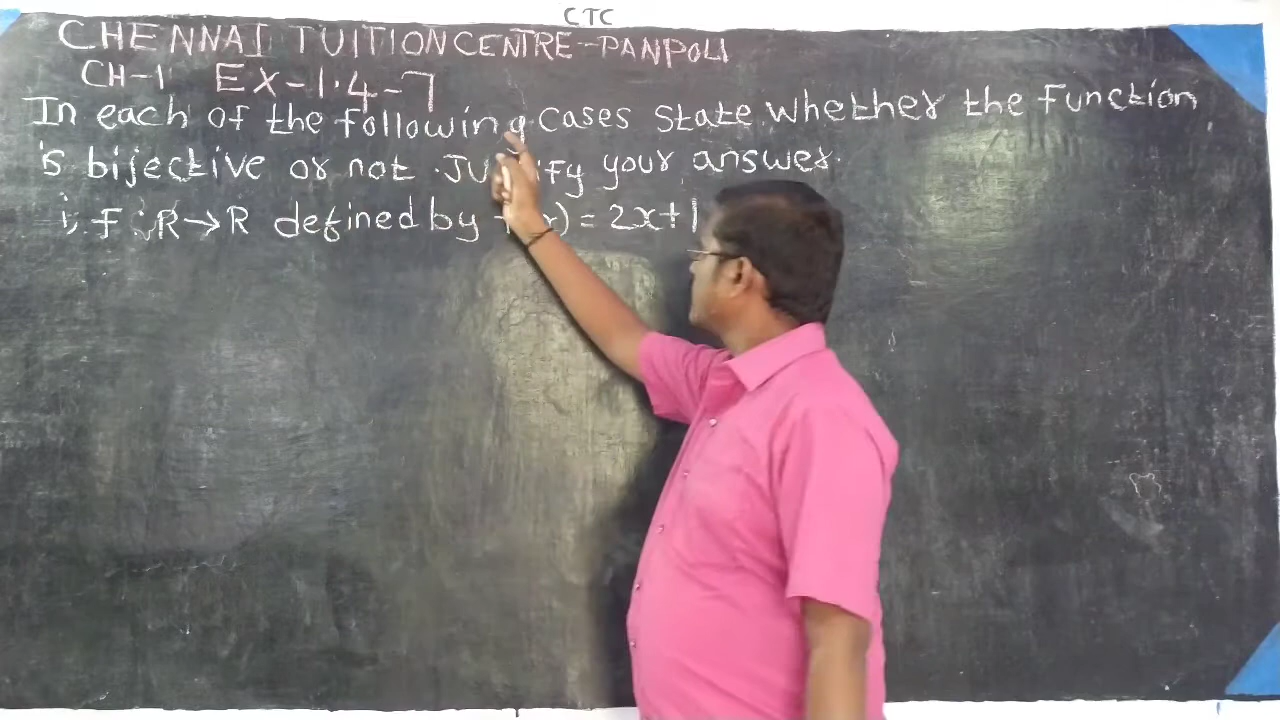 CTC
CHENNAI TUITION CENTRE-PANPOLI
CH-1 EX-1.4-7
In each of the following cases state whether the function
is bijective or not. your answer.
i, f : R→R defined by = 2x+1